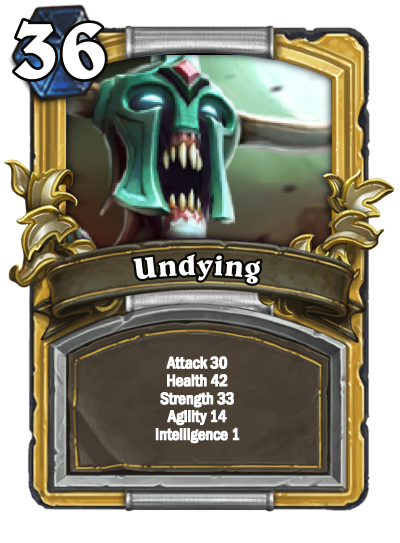 36
Undying
Attack 30
Health 42
Strength 33
Agility 14
Intelligence 1